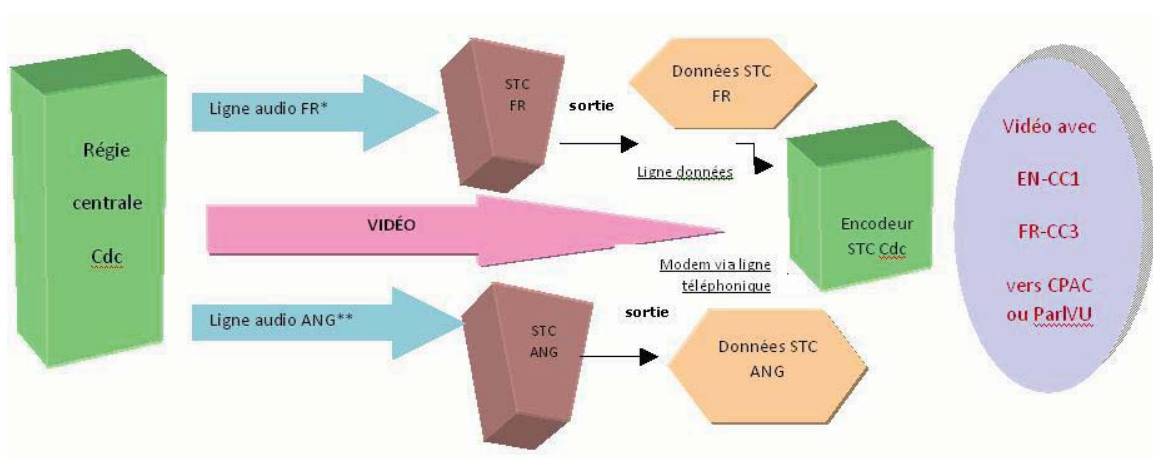 Régie
centrale
Cdc
Ligne audio FR*
STC
FR
sortie
Données STC
FR
Ligne données
VIDÉO
Encodeur
STC Cdc
Modem via ligne
téléphonique
Ligne audio ANG**
STC
ANG
sortie
Données STC
ANG
Vidéo avec
EN-CC1
FR-CC3
vers CPAC
ou ParlVU